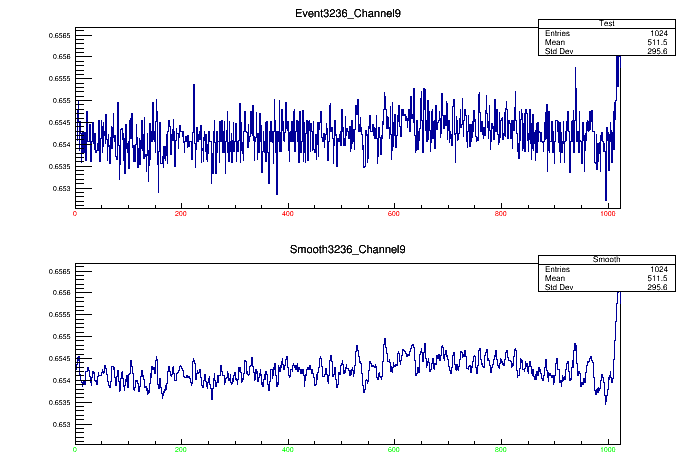 Event3236_Channel9
Test
Entries 1024
Mean 511.5
Std Dev 295.6
0.6565
0.656
0.6555
0.655
0.6545
0.654
0.6535
0.653
0 200 400 600 800 1000
Smooth3236_Channel9
Smooth
Entries 1024
Mean 511.5
Std Dev 295.6
0.6565
0.656
0.6555
0.655
0.6545
0.654
0.6535
0.653
0 200 400 600 800 1000